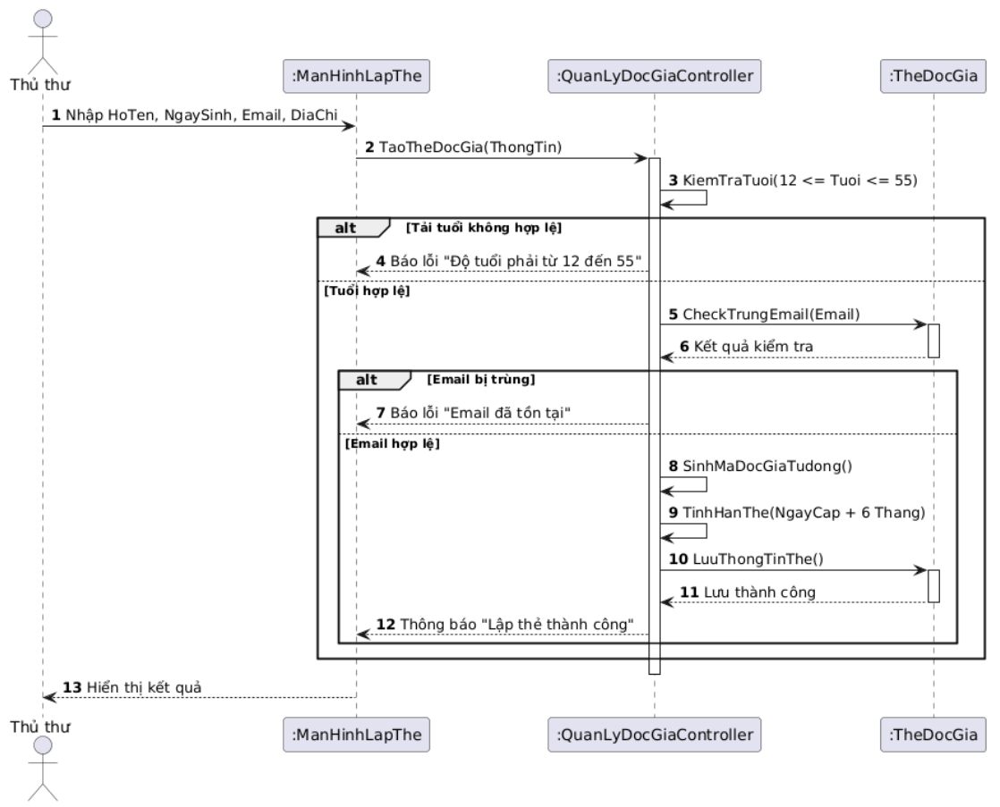 Thủ thư
:ManHinhLapThe
:QuanLyDocGiaController
:TheDocGia
1 Nhập HoTen, NgaySinh, Email, DiaChi
2 TaoTheDocGia(ThongTin)
3 KiemTraTuoi(12 <= Tuoi <= 55)
alt [Tải tuổi không hợp lệ]
4 Báo lỗi "Độ tuổi phải từ 12 đến 55"
[Tuổi hợp lệ]
5 CheckTrungEmail(Email)
6 Kết quả kiểm tra
alt [Email bị trùng]
7 Báo lỗi "Email đã tồn tại"
[Email hợp lệ]
8 SinhMaDocGiaTudong()
9 TinhHanThe(NgayCap + 6 Thang)
10 LuuThongTinThe()
11 Lưu thành công
12 Thông báo "Lập thẻ thành công"
13 Hiển thị kết quả
Thủ thư
:ManHinhLapThe
:QuanLyDocGiaController
:TheDocGia